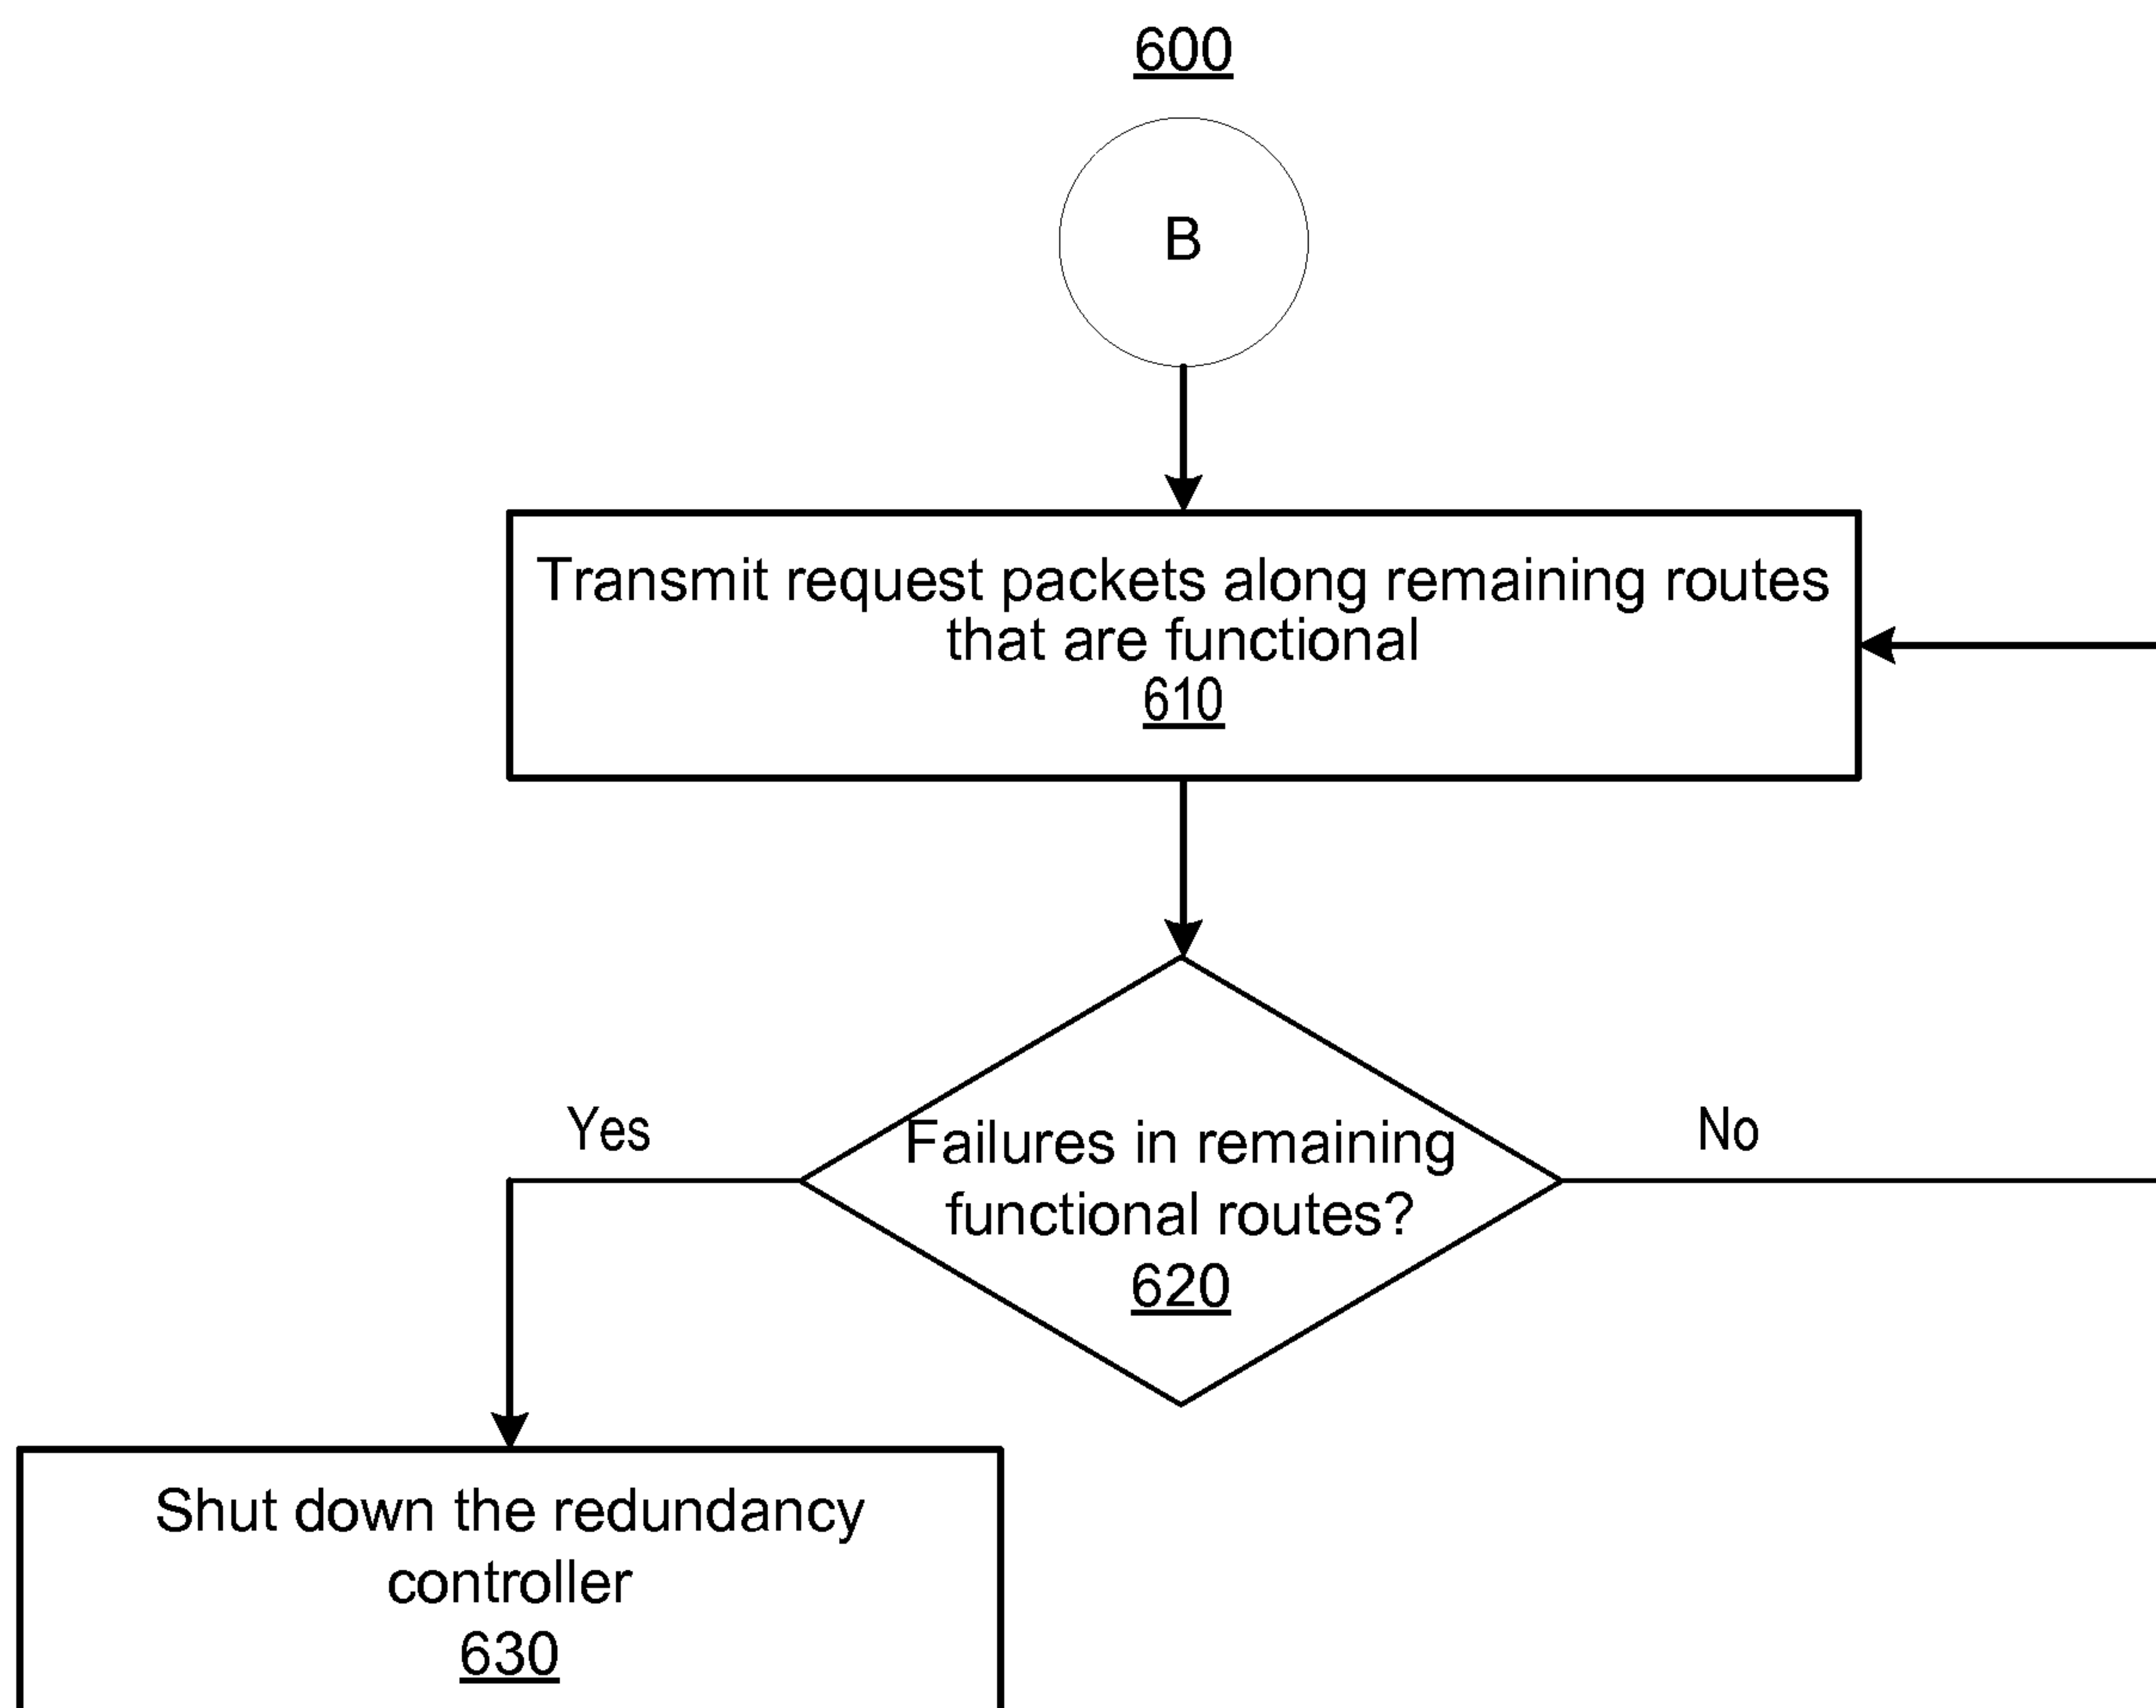 600
B
Transmit request packets along remaining routes
that are functional
610
Yes
No
Failures in remaining
functional routes?
620
Shut down the redundancy
controller
630